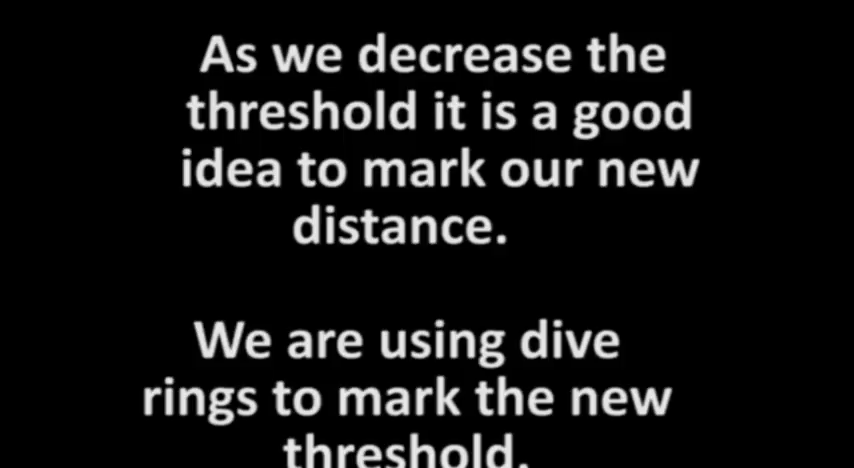 As we decrease the
threshold it is a good
idea to mark our new
distance.
We are using dive
rings to mark the new
threshold.